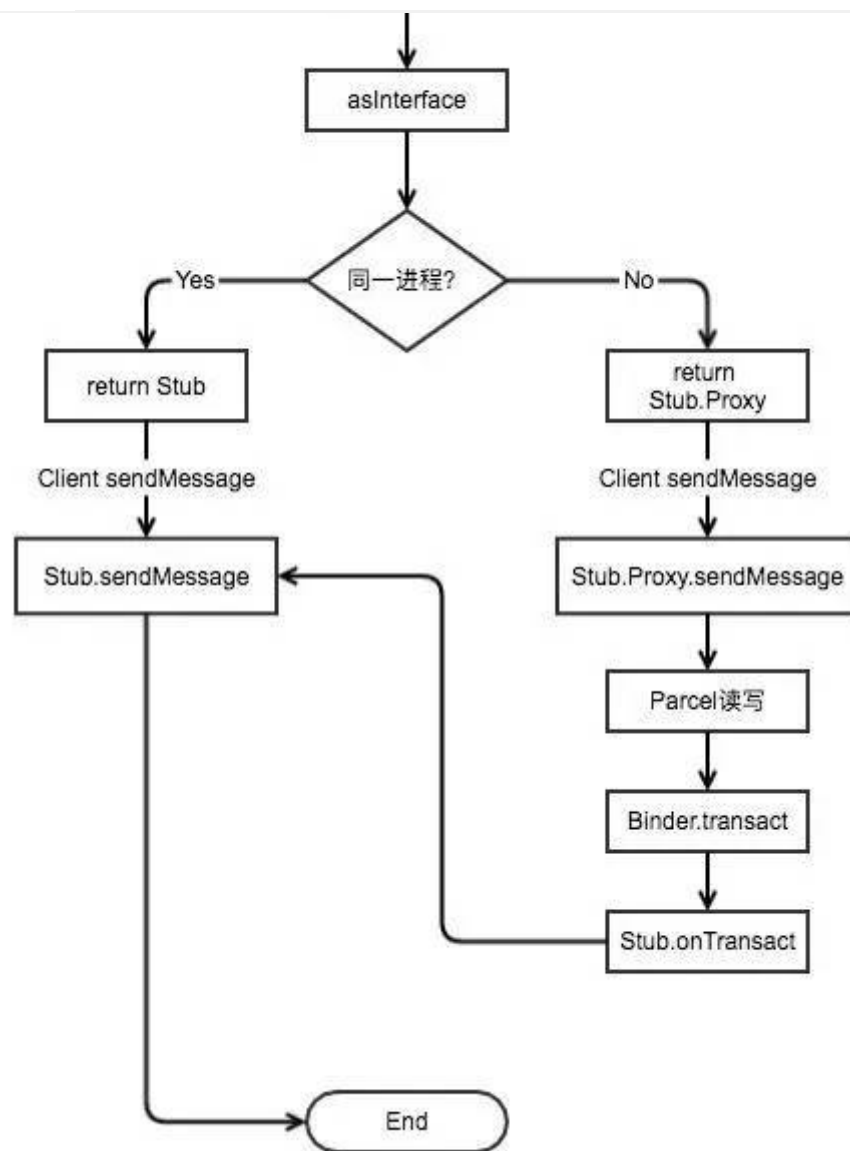 asInterface
同一进程?
Yes
No
return Stub
return
Stub.Proxy
Client sendMessage
Client sendMessage
Stub.sendMessage
Stub.Proxy.sendMessage
Parcel读写
Binder.transact
Stub.onTransact
End